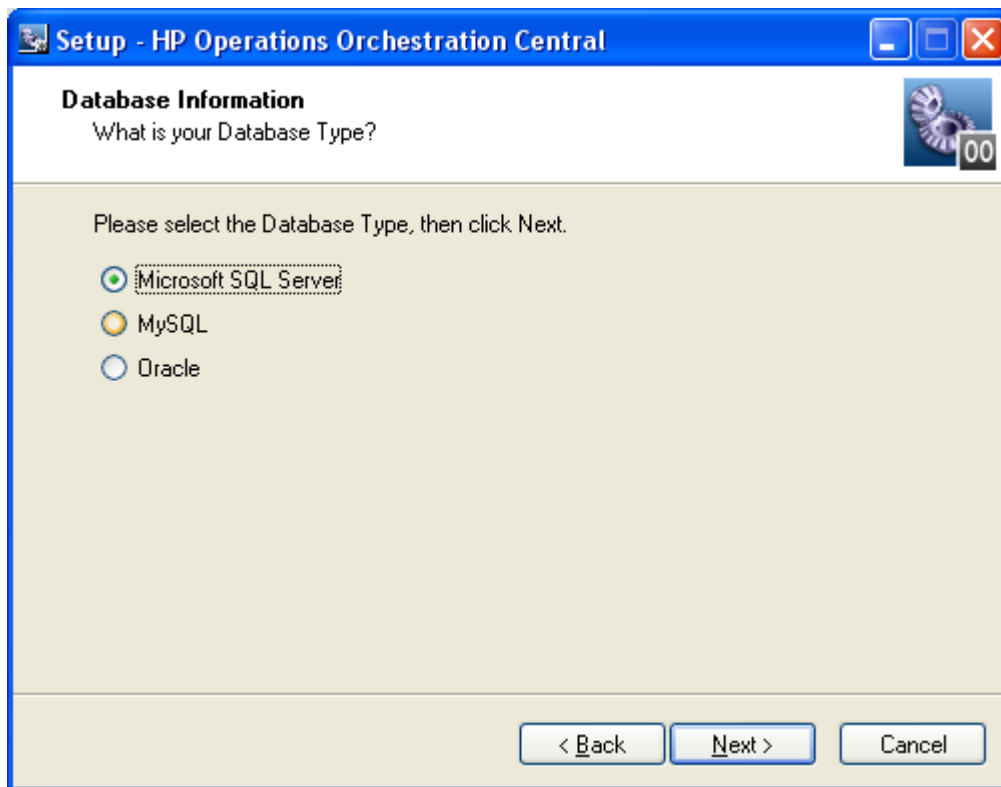 Setup - HP Operations Orchestration Central
Database Information
What is your Database Type?
OO
Please select the Database Type, then click Next.
Microsoft SQL Server
MySQL
Oracle
< Back
Next >
Cancel